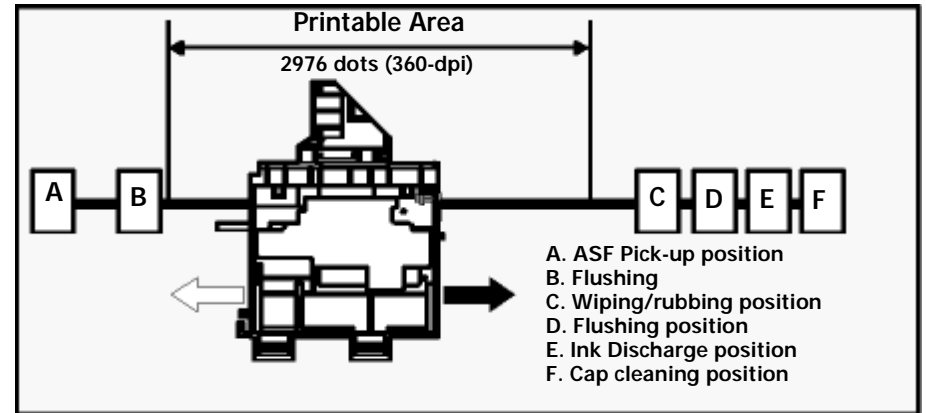 Printable Area
2976 dots (360-dpi)
A B C D E F
A. ASF Pick-up position
B. Flushing
C. Wiping/rubbing position
D. Flushing position
E. Ink Discharge position
F. Cap cleaning position